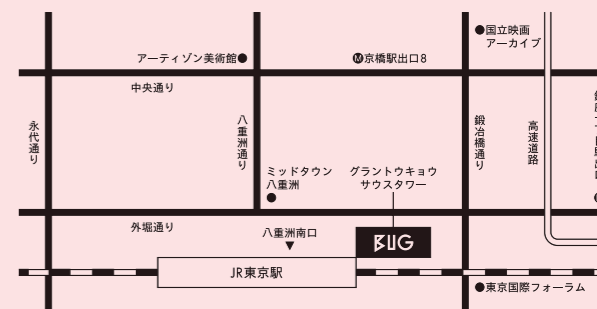 国立映画
アーカイブ
アーティゾン美術館
M京橋駅出口8
中央通り
永代通り
八重洲通り
鍛冶橋通り
高速道路
ミッドタウン
八重洲
グラントウキョウ
サウスタワー
外堀通り
八重洲南口
BUG
JR東京駅
東京国際フォーラム